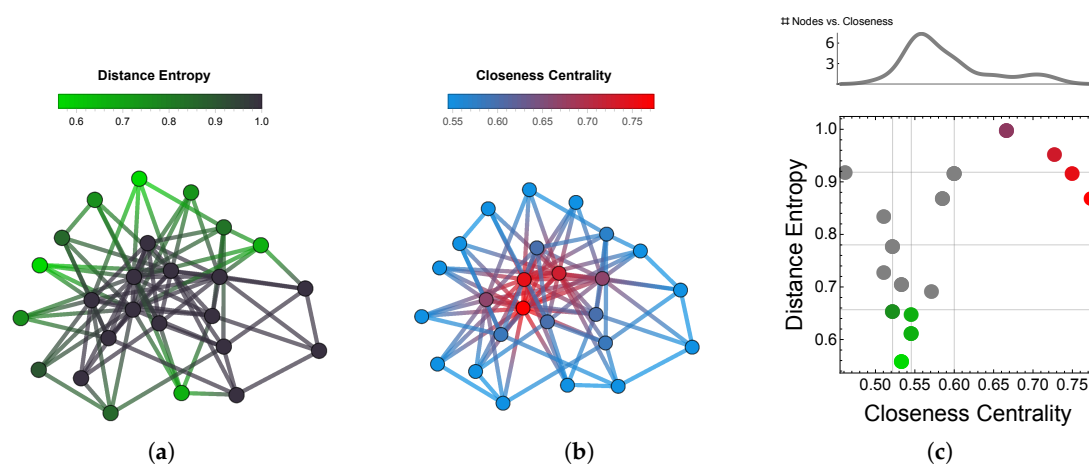 # Nodes vs. Closeness
6
3
Distance Entropy
0.6 0.7 0.8 0.9 1.0
Closeness Centrality
0.55 0.60 0.65 0.70 0.75
1.0
0.9
0.8
0.7
0.6
Distance Entropy
0.50 0.55 0.60 0.65 0.70 0.75
Closeness Centrality
(a) (b) (c)